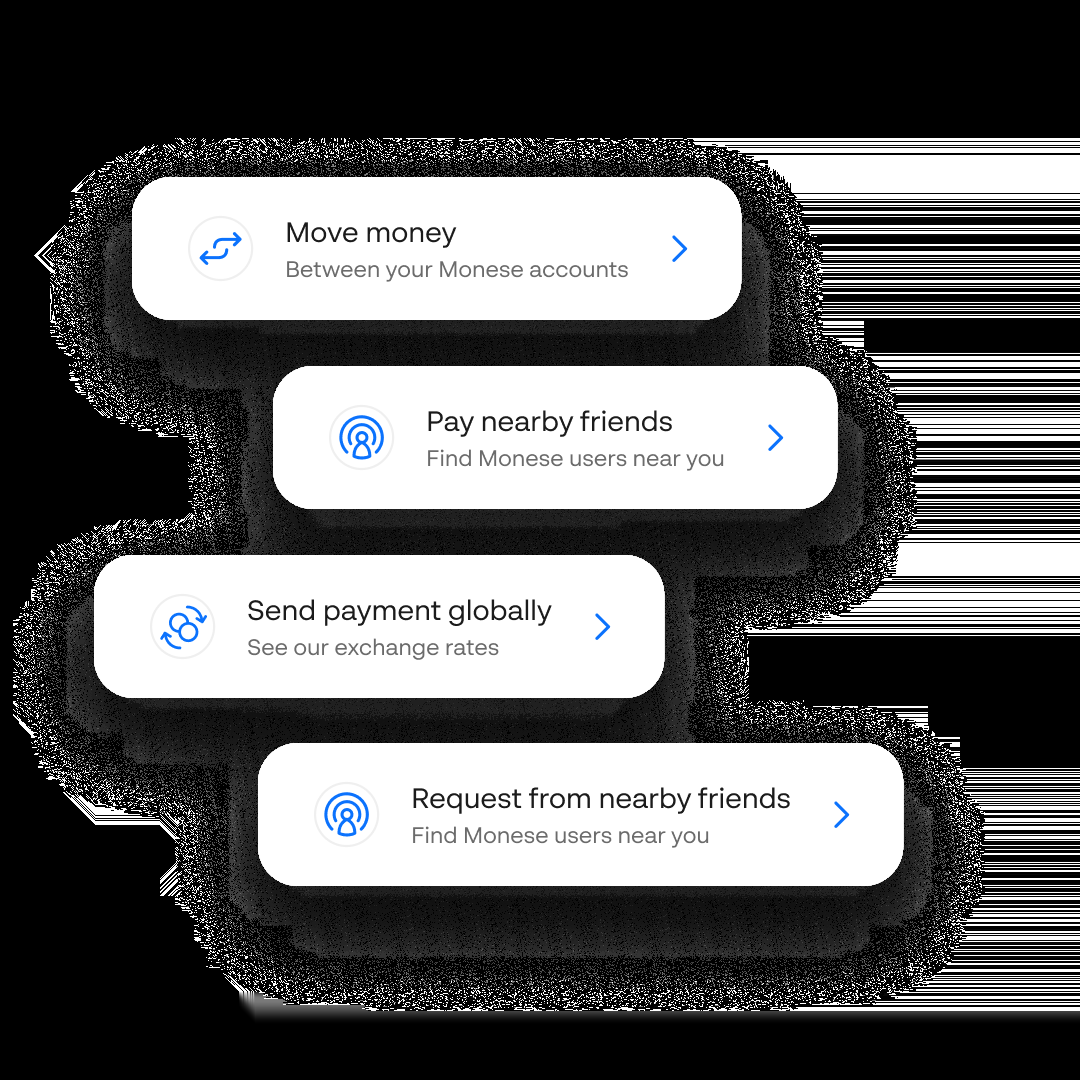 Move money
Between your Monese accounts
Pay nearby friends
Find Monese users near you
Send payment globally
See our exchange rates
Request from nearby friends
Find Monese users near you